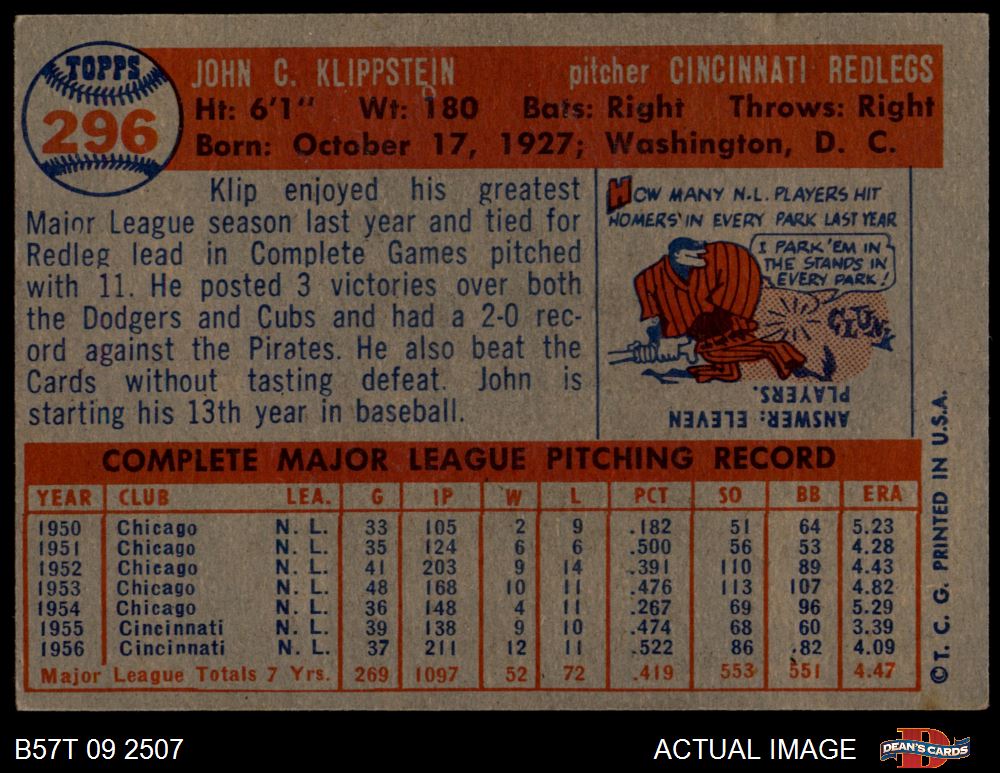 TOPPS
296
JOHN C. KLIPPSTEIN pitcher CINCINNATI REDLEGS
Ht: 6'1" Wt: 180 Bats: Right Throws: Right
Born: October 17, 1927; Washington, D. C.
Klip enjoyed his greatest
Major League season last year and tied for
Redleg lead in Complete Games pitched
with 11. He posted 3 victories over both
the Dodgers and Cubs and had a 2-0 rec-
ord against the Pirates. He also beat the
Cards without tasting defeat. John is
starting his 13th year in baseball.
HOW MANY N.L. PLAYERS HIT
HOMERS' IN EVERY PARK LAST YEAR
I PARK 'EM IN
THE STANDS IN
EVERY PARK!
CLUNK
ANSWER: ELEVEN
PLAYERS.
COMPLETE MAJOR LEAGUE PITCHING RECORD
YEAR CLUB LEA. G IP W L PCT SO BB ERA
1950 Chicago N. L. 33 105 2 9 .182 51 64 5.23
1951 Chicago N. L. 35 124 6 6 .500 56 53 4.28
1952 Chicago N. L. 41 203 9 14 .391 110 89 4.43
1953 Chicago N. L. 48 168 10 11 .476 113 107 4.82
1954 Chicago N. L. 36 148 4 11 .267 69 96 5.29
1955 Cincinnati N. L. 39 138 9 10 .474 68 60 3.39
1956 Cincinnati N. L. 37 211 12 11 .522 86 .82 4.09
Major League Totals 7 Yrs. 269 1097 52 72 .419 553 551 4.47
© T. C. G. PRINTED IN U.S.A.
B57T 09 2507 ACTUAL IMAGE
DEAN'S CARDS